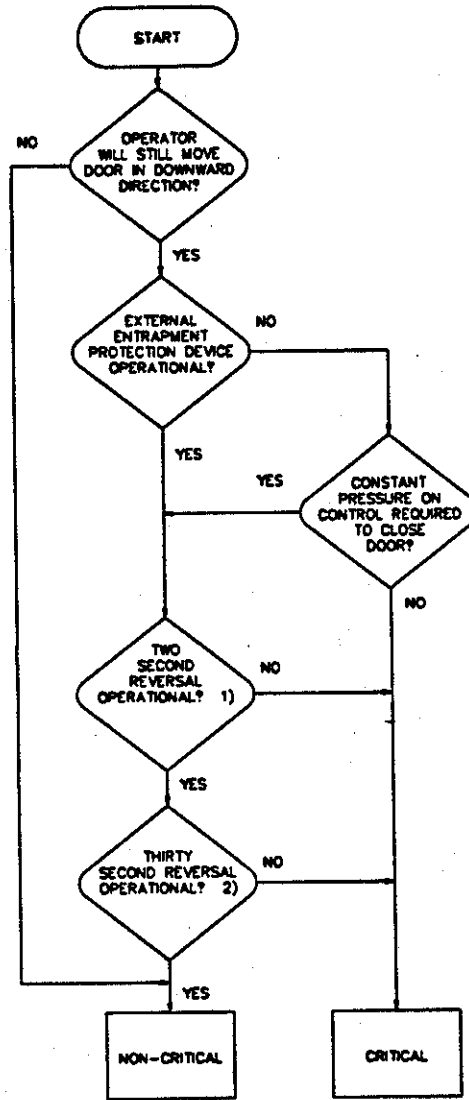 START
NO
OPERATOR
WILL STILL MOVE
DOOR IN DOWNWARD
DIRECTION?
YES
EXTERNAL
ENTRAPMENT
PROTECTION DEVICE
OPERATIONAL?
NO
YES
YES
CONSTANT
PRESSURE ON
CONTROL REQUIRED
TO CLOSE
DOOR?
NO
TWO
SECOND
REVERSAL
OPERATIONAL? 1)
NO
YES
THIRTY
SECOND REVERSAL
OPERATIONAL? 2)
NO
YES
NON-CRITICAL
CRITICAL